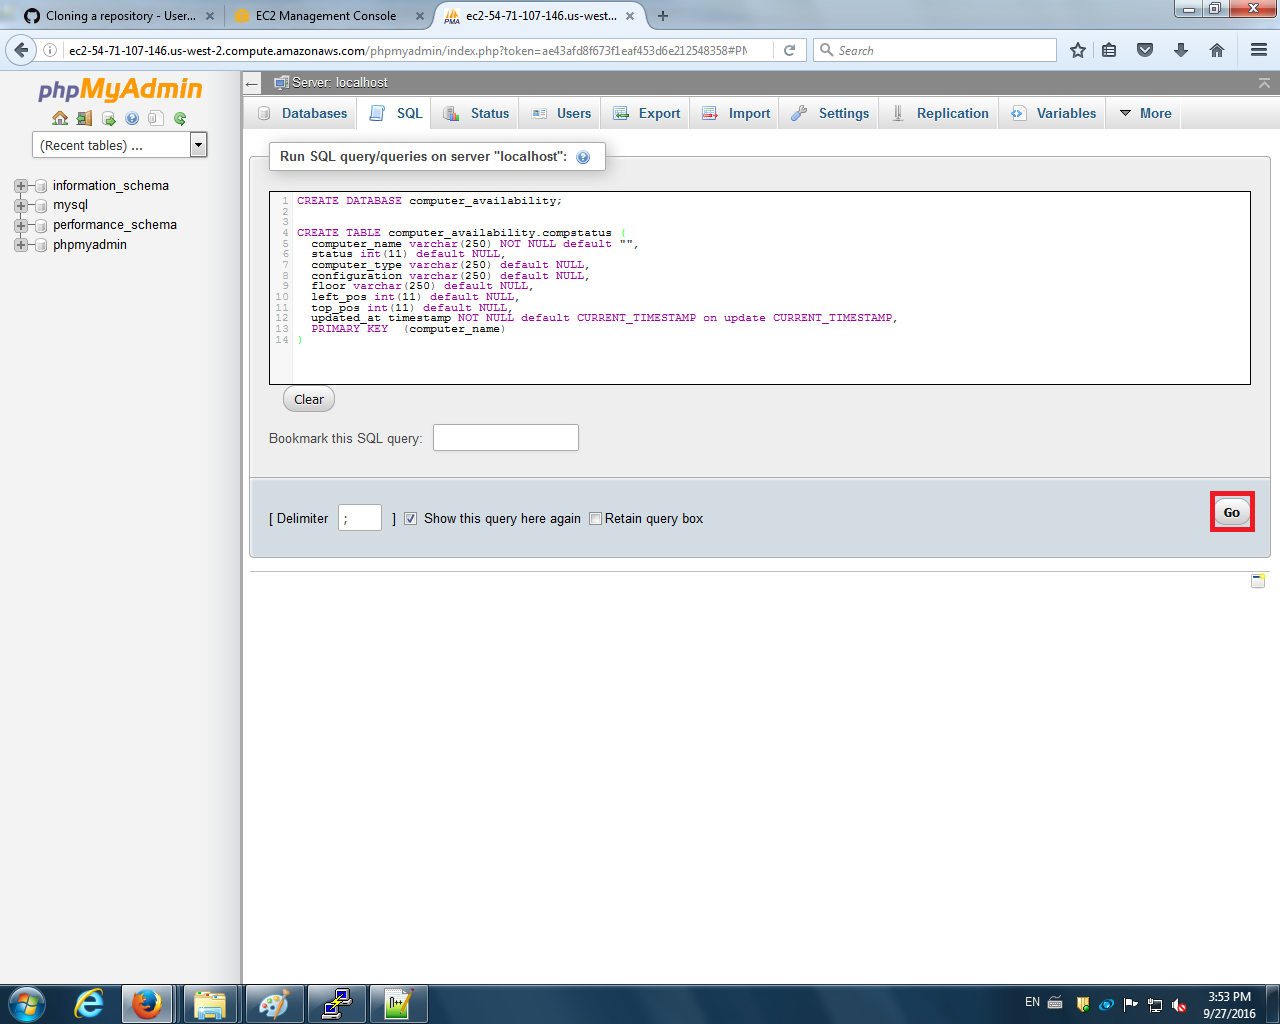 Cloning a repository - User...
EC2 Management Console
ec2-54-71-107-146.us-west...
ec2-54-71-107-146.us-west-2.compute.amazonaws.com/phpmyadmin/index.php?token=ae43afd8f673f1eaf453d6e212548358#PM
Search
phpMyAdmin
(Recent tables) ...
information_schema
mysql
performance_schema
phpmyadmin
Server: localhost
Databases
SQL
Status
Users
Export
Import
Settings
Replication
Variables
More
Run SQL query/queries on server "localhost":
1 CREATE DATABASE computer_availability;
2
3
4 CREATE TABLE computer_availability.compstatus (
5 computer_name varchar(250) NOT NULL default "",
6 status int(11) default NULL,
7 computer_type varchar(250) default NULL,
8 configuration varchar(250) default NULL,
9 floor varchar(250) default NULL,
10 left_pos int(11) default NULL,
11 top_pos int(11) default NULL,
12 updated_at timestamp NOT NULL default CURRENT_TIMESTAMP on update CURRENT_TIMESTAMP,
13 PRIMARY KEY (computer_name)
14 )
Clear
Bookmark this SQL query:
[ Delimiter ; ] Show this query here again Retain query box
Go
EN
3:53 PM
9/27/2016